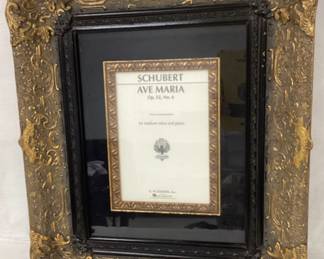 SCHUBERT
AVE MARIA
Op. 52, No. 6
for medium voice and piano
G. SCHIRMER, Inc.